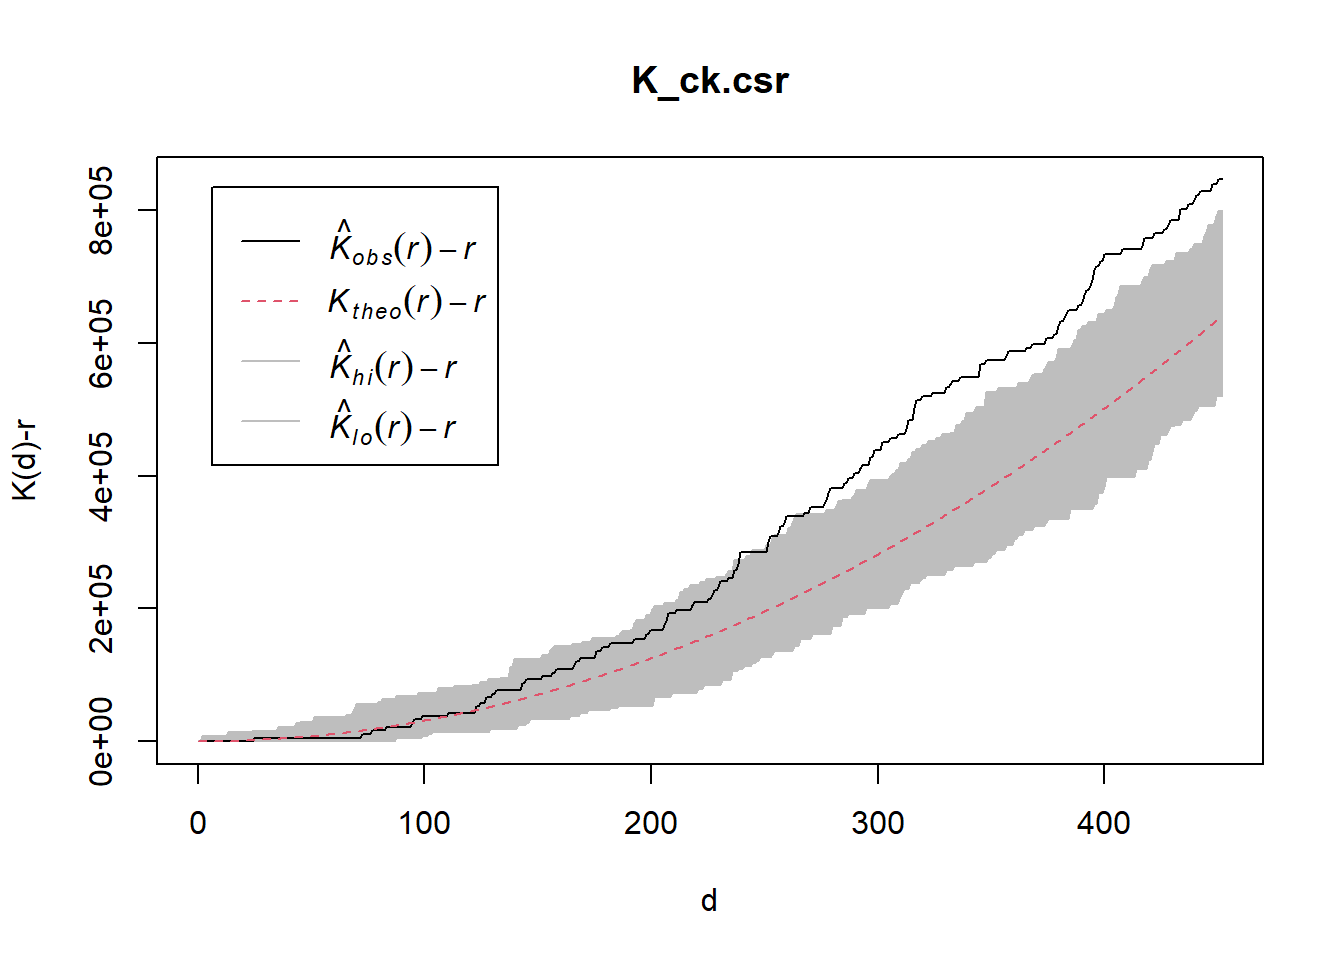 K_ck.csr
K̂obs(r) − r
Ktheo(r) − r
K̂hi(r) − r
K̂lo(r) − r
K(d)-r
0e+00 2e+05 4e+05 6e+05 8e+05
0 100 200 300 400
d